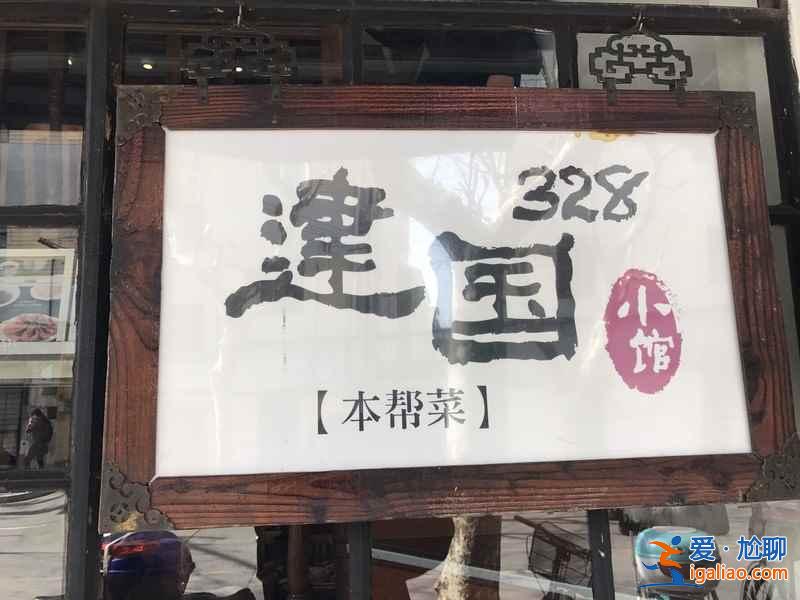 建国
328
小馆
【本帮菜】
爱·尬聊
igaliao.com